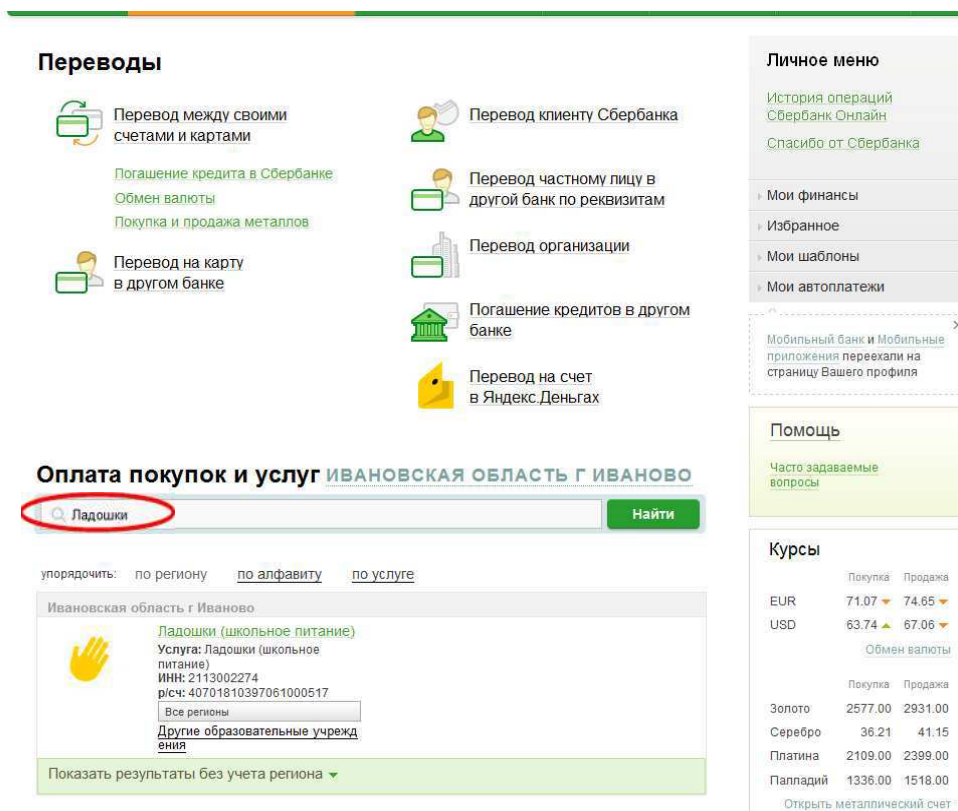 Переводы
Перевод между своими
счетами и картами
Погашение кредита в Сбербанке
Обмен валюты
Покупка и продажа металлов
Перевод на карту
в другом банке
Перевод клиенту Сбербанка
Перевод частному лицу в
другой банк по реквизитам
Перевод организации
Погашение кредитов в другом
банке
Перевод на счет
в Яндекс.Деньгах
Оплата покупок и услуг ИВАНОВСКАЯ ОБЛАСТЬ Г ИВАНОВО
Ладошки
Найти
упорядочить: по региону по алфавиту по услуге
Ивановская область г Иваново
Ладошки (школьное питание)
Услуга: Ладошки (школьное
питание)
ИНН: 2113002274
р/сч: 40701810397061000517
Все регионы
Другие образовательные учрежд
ения
Показать результаты без учета региона
Личное меню
История операций
Сбербанк Онлайн
Спасибо от Сбербанка
Мои финансы
Избранное
Мои шаблоны
Мои автоплатежи
Мобильный банк и Мобильные
приложения переехали на
страницу Вашего профиля
Помощь
Часто задаваемые
вопросы
Курсы
Покупка Продажа
EUR 71.07 74.65
USD 63.74 67.06
Обмен валюты
Покупка Продажа
Золото 2577.00 2931.00
Серебро 36.21 41.15
Платина 2109.00 2399.00
Палладий 1336.00 1518.00
Открыть металлический счет